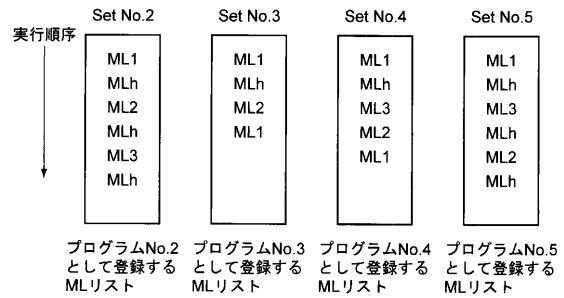 Set No.2
Set No.3
Set No.4
Set No.5
実行順序
ML1
MLh
ML2
MLh
ML3
MLh
ML1
MLh
ML2
ML1
ML1
MLh
ML3
ML2
ML1
ML1
MLh
ML3
MLh
ML2
MLh
プログラムNo.2
として登録する
MLリスト
プログラムNo.3
として登録する
MLリスト
プログラムNo.4
として登録する
MLリスト
プログラムNo.5
として登録する
MLリスト